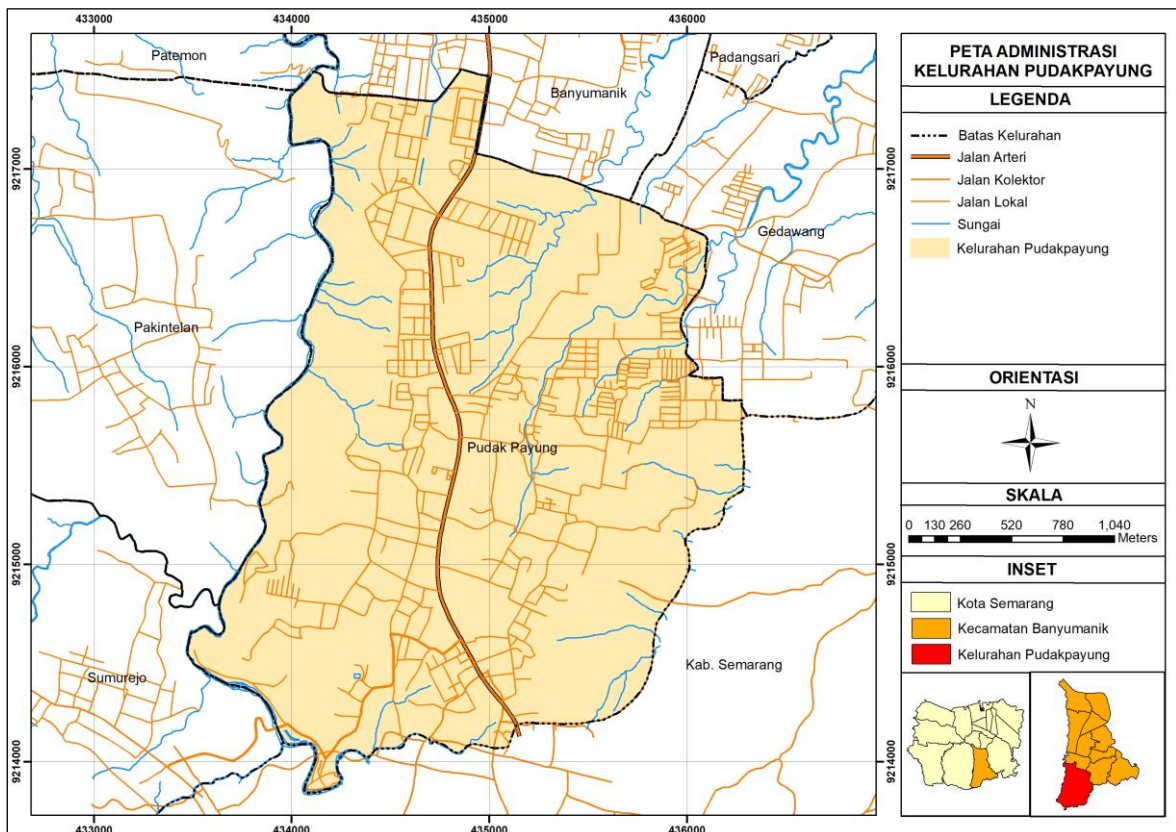 PETA ADMINISTRASI
KELURAHAN PUDAKPAYUNG
LEGENDA
Batas Kelurahan
Jalan Arteri
Jalan Kolektor
Jalan Lokal
Sungai
Kelurahan Pudakpayung
ORIENTASI
N
SKALA
0 130 260 520 780 1,040
Meters
INSET
Kota Semarang
Kecamatan Banyumanik
Kelurahan Pudakpayung
433000 434000 435000 436000
9217000 9217000
9216000 9216000
9215000 9215000
9214000 9214000
433000 434000 435000 436000
Patemon
Padangsari
Banyumanik
Gedawang
Pakintelan
Pudak Payung
Sumurejo
Kab. Semarang